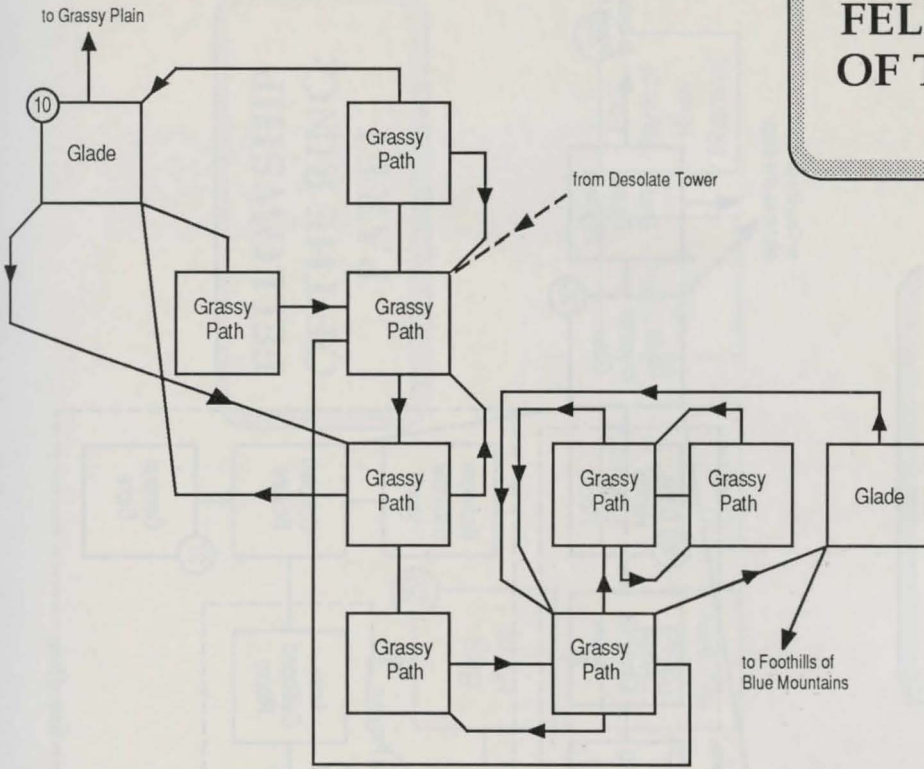 to Grassy Plain
FEL
OF T
10
Glade
Grassy
Path
from Desolate Tower
Grassy
Path
Grassy
Path
Grassy
Path
Grassy
Path
Grassy
Path
Glade
Grassy
Path
Grassy
Path
to Foothills of
Blue Mountains